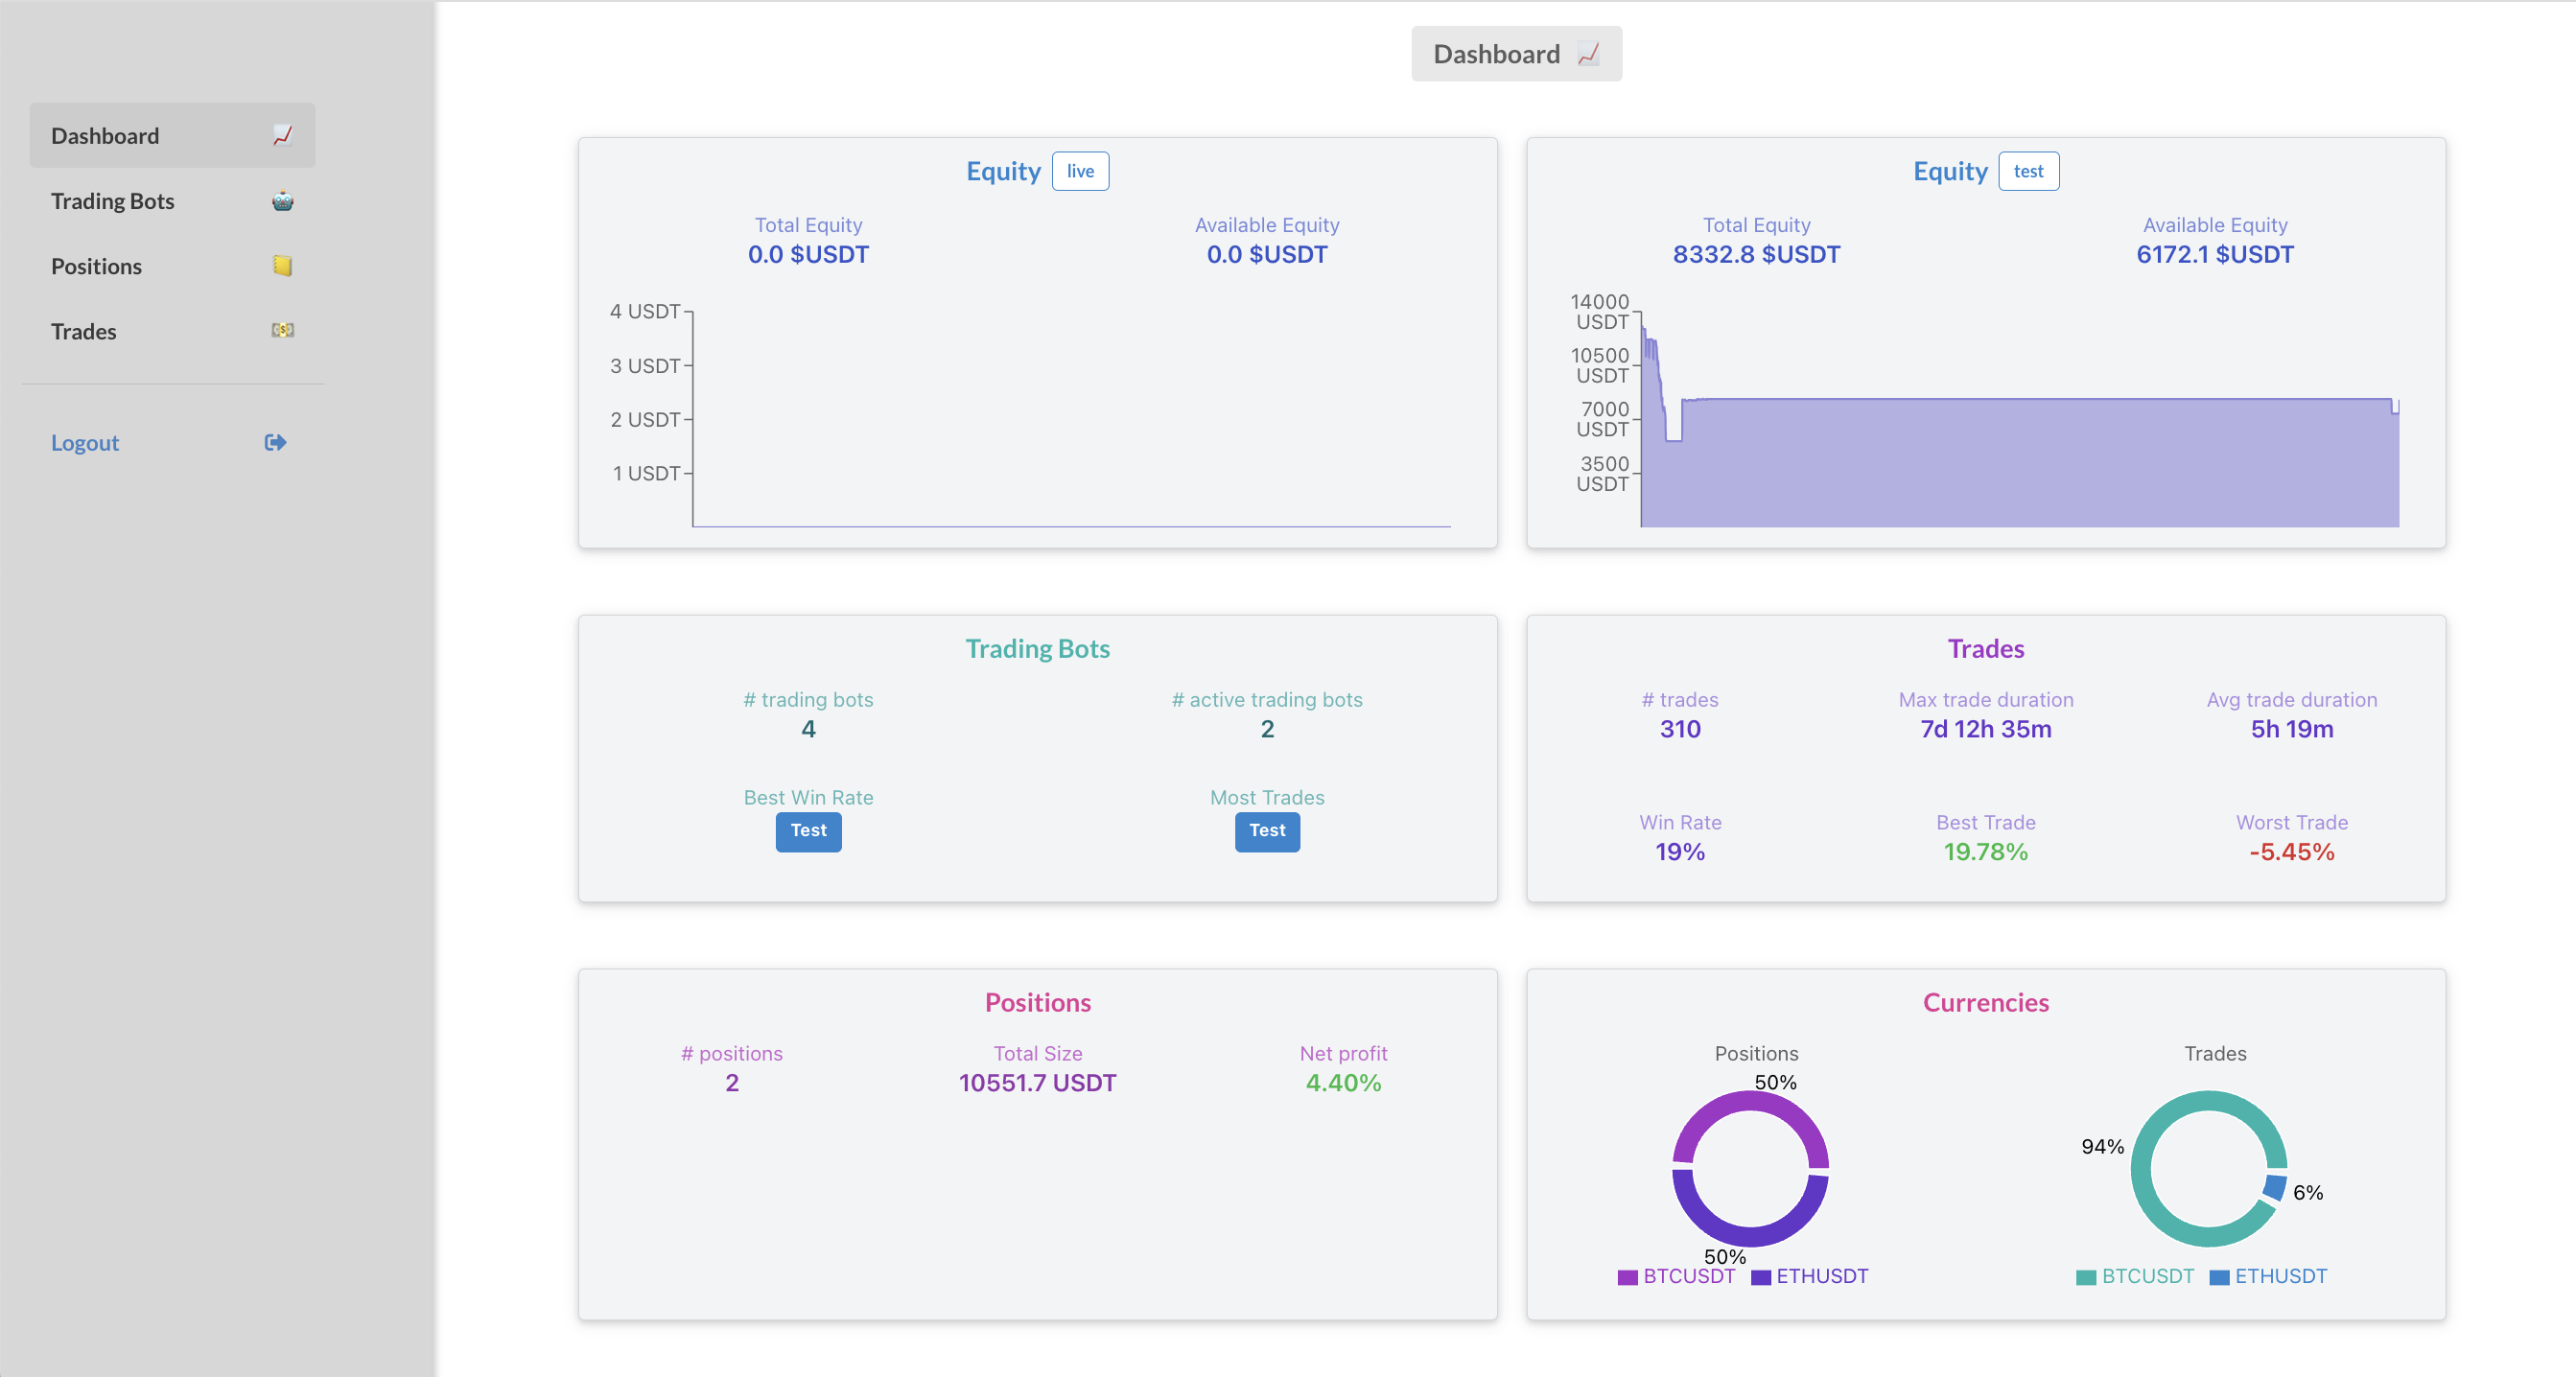 Dashboard
Dashboard
Trading Bots
Positions
Trades
Logout
Equity live
Total Equity
0.0 $USDT
Available Equity
0.0 $USDT
4 USDT
3 USDT
2 USDT
1 USDT
Equity test
Total Equity
8332.8 $USDT
Available Equity
6172.1 $USDT
14000
USDT
10500
USDT
7000
USDT
3500
USDT
Trading Bots
# trading bots
4
# active trading bots
2
Best Win Rate
Test
Most Trades
Test
Trades
# trades
310
Max trade duration
7d 12h 35m
Avg trade duration
5h 19m
Win Rate
19%
Best Trade
19.78%
Worst Trade
-5.45%
Positions
# positions
2
Total Size
10551.7 USDT
Net profit
4.40%
Currencies
Positions
50%
50%
BTCUSDT ETHUSDT
Trades
94%
6%
BTCUSDT ETHUSDT